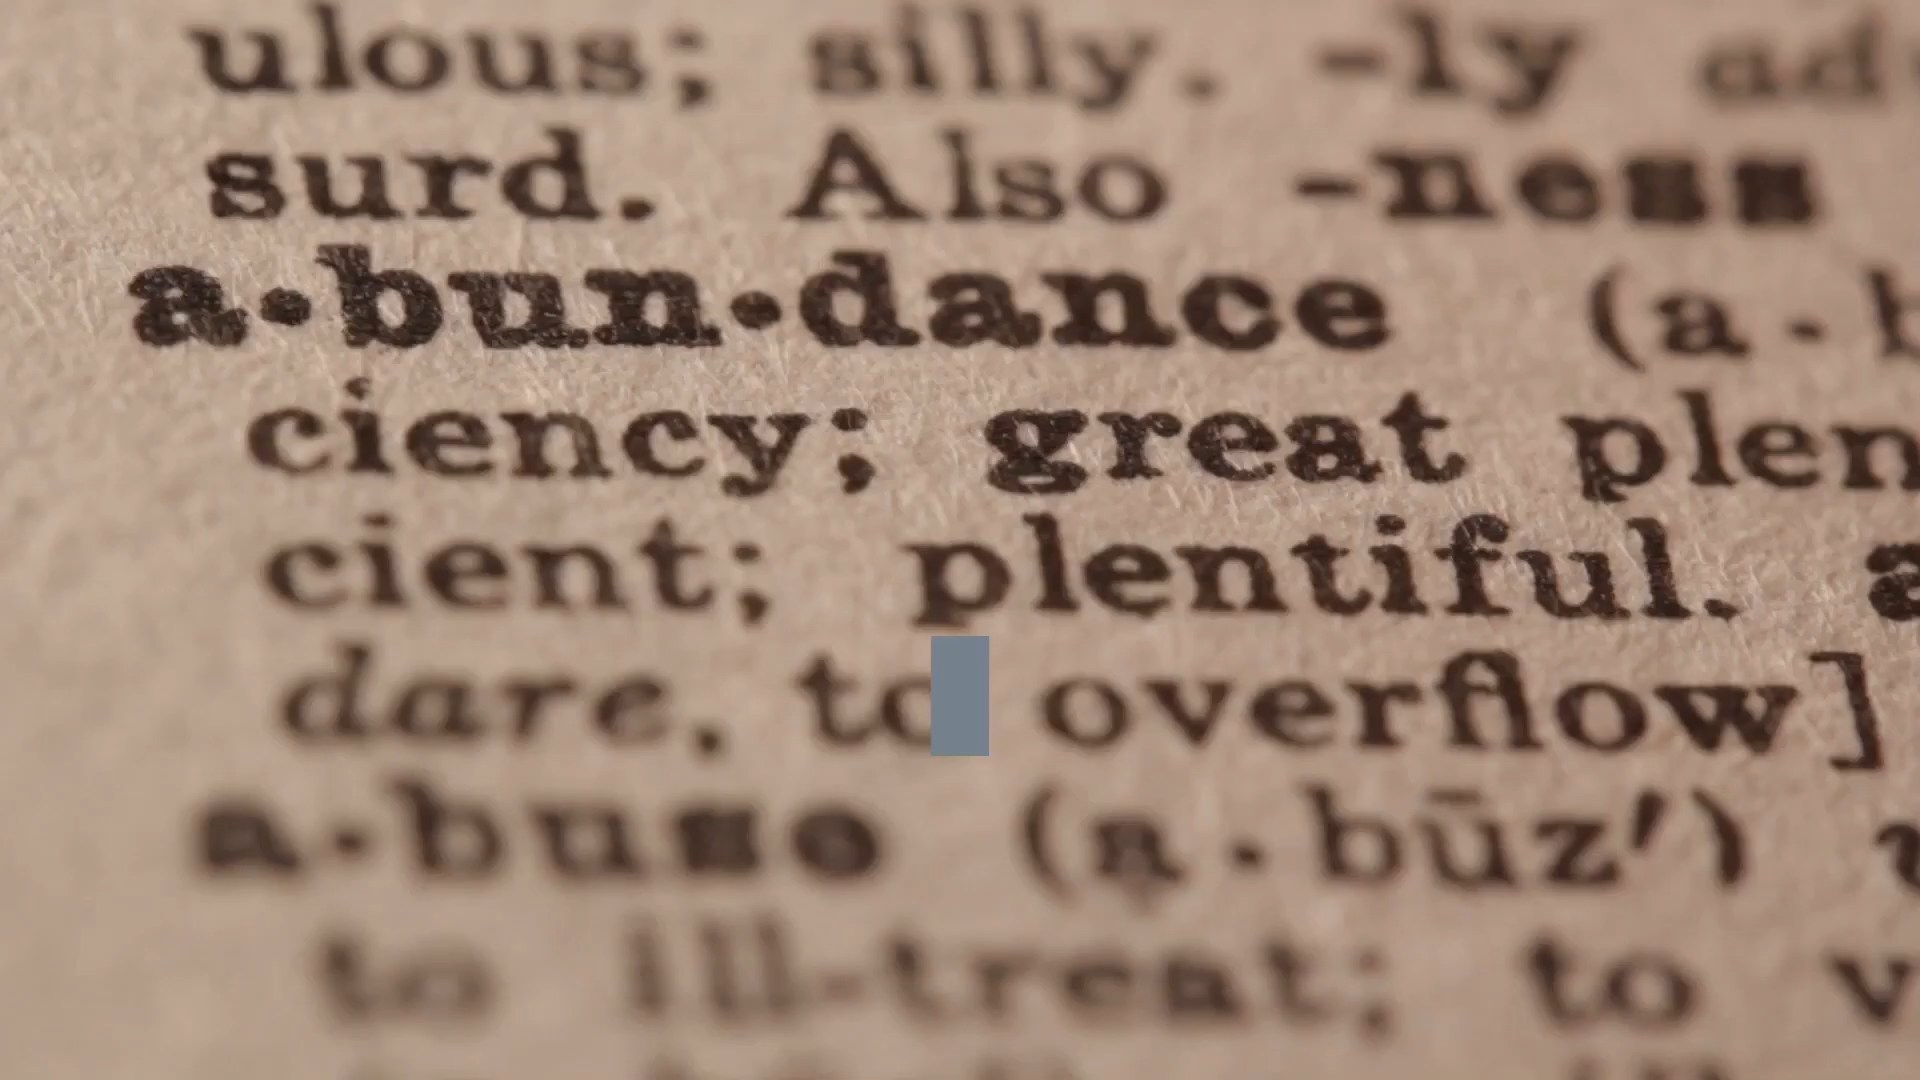 ulous; silly. -ly ad
surd. Also -ness
a·bun·dance (a·b
ciency; great plen
cient; plentiful. a
dare, to overflow]
a·buse (a·būz′) v
to ill-treat; to v